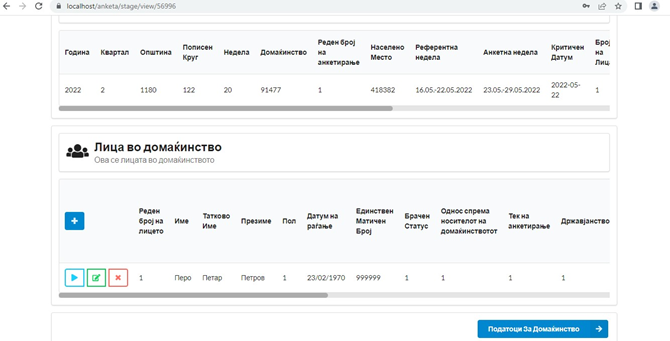 localhost/anketa/stage/view/56996
Година Квартал Општина Пописен Круг Недела Домаќинство Реден број на анкетирање Населено Место Референтна недела Анкетна недела Критичен Датум Број на Лица
2022 2 1180 122 20 91477 1 418382 16.05.-22.05.2022 23.05.-29.05.2022 2022-05-22 1
Лица во домаќинство
Ова се лицата во домаќинството
Реден број на лицето Име Татково Име Презиме Пол Датум на раѓање Единствен Матичен Број Брачен Статус Однос спрема носителот на домаќинствотот Тек на анкетирање Државјанство
1 Перо Петар Петров 1 23/02/1970 999999 1 1 1 1
Податоци За Домаќинство